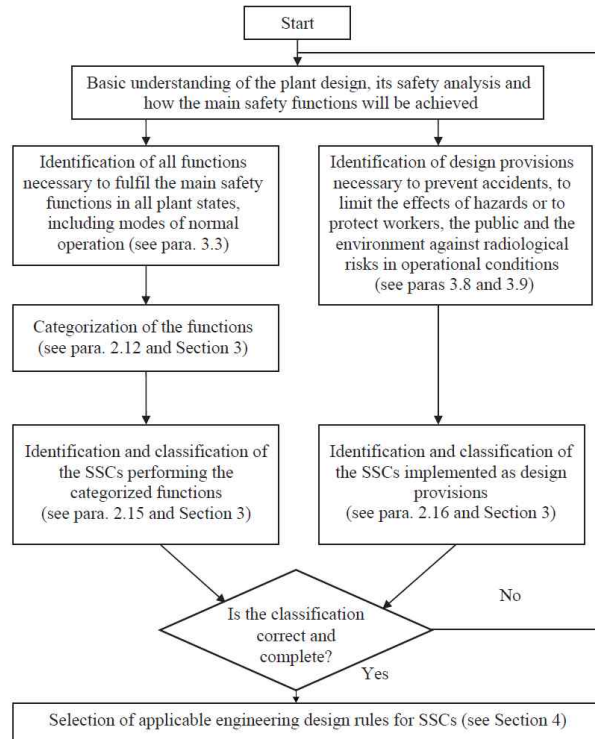 Start
Basic understanding of the plant design, its safety analysis and
how the main safety functions will be achieved
Identification of all functions
necessary to fulfil the main safety
functions in all plant states,
including modes of normal
operation (see para. 3.3)
Identification of design provisions
necessary to prevent accidents, to
limit the effects of hazards or to
protect workers, the public and the
environment against radiological
risks in operational conditions
(see paras 3.8 and 3.9)
Categorization of the functions
(see para. 2.12 and Section 3)
Identification and classification of
the SSCs performing the
categorized functions
(see para. 2.15 and Section 3)
Identification and classification of
the SSCs implemented as design
provisions
(see para. 2.16 and Section 3)
Is the classification
correct and
complete?
No
Yes
Selection of applicable engineering design rules for SSCs (see Section 4)